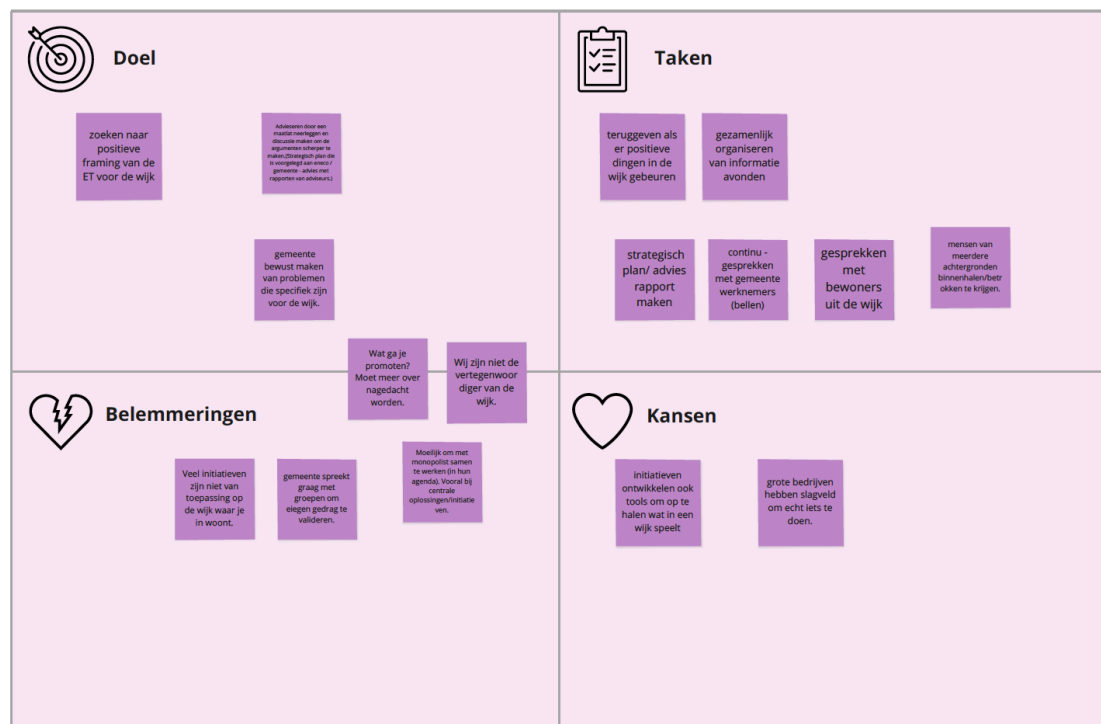 Doel
zoeken naar
positieve
framing van de
ET voor de wijk
Adviseren door een
maatlat neerleggen en
discussie maken om de
argumenten scherper te
maken.(Strategisch plan die
is voorgelegd aan eneco /
gemeente - advies met
rapporten van adviseurs.)
gemeente
bewust maken
van problemen
die specifiek zijn
voor de wijk.
Taken
teruggeven als
er positieve
dingen in de
wijk gebeuren
gezamenlijk
organiseren
van informatie
avonden
strategisch
plan/ advies
rapport
maken
continu -
gesprekken
met gemeente
werknemers
(bellen)
gesprekken
met
bewoners
uit de wijk
mensen van
meerdere
achtergronden
binnenhalen/betr
okken te krijgen.
Wat ga je
promoten?
Moet meer over
nagedacht
worden.
Wij zijn niet de
vertegenwoor
diger van de
wijk.
Belemmeringen
Veel initiatieven
zijn niet van
toepassing op
de wijk waar je
in woont.
gemeente spreekt
graag met
groepen om
eiegen gedrag te
valideren.
Moeilijk om met
monopolist samen
te werken (in hun
agenda). Vooral bij
centrale
oplossingen/initiatie
ven.
Kansen
initiatieven
ontwikkelen ook
tools om op te
halen wat in een
wijk speelt
grote bedrijven
hebben slagveld
om echt iets te
doen.